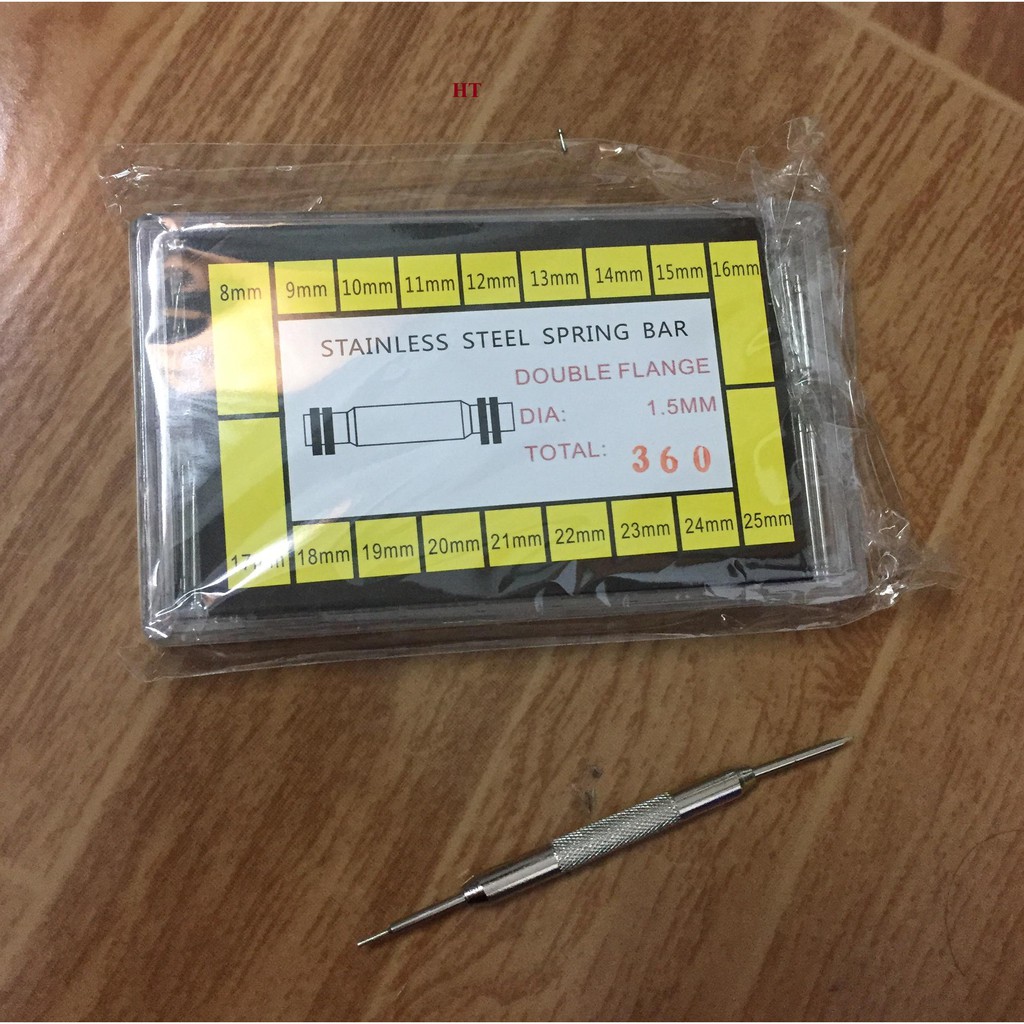 HT
8mm 9mm 10mm 11mm 12mm 13mm 14mm 15mm 16mm
STAINLESS STEEL SPRING BAR
DOUBLE FLANGE
DIA: 1.5MM
TOTAL: 360
18mm 19mm 20mm 21mm 22mm 23mm 24mm 25mm